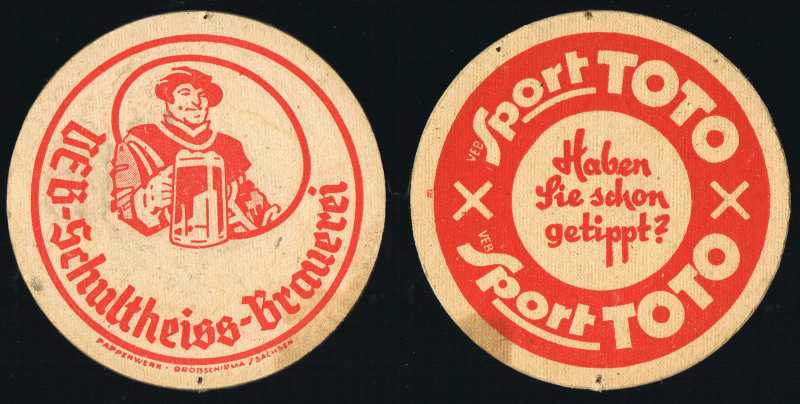 VEB-Schultheiss-Brauerei
PAPPENWERK · GROßSCHIRMA / SACHSEN
VEB Sport TOTO
Haben
Sie schon
getippt?
VEB Sport TOTO